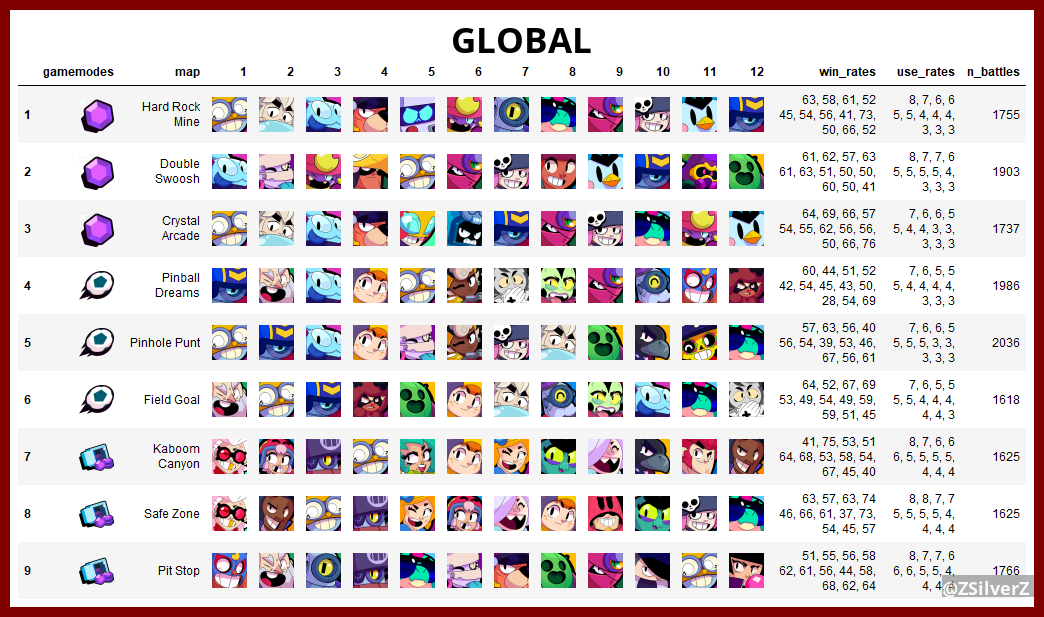 GLOBAL
gamemodes map 1 2 3 4 5 6 7 8 9 10 11 12 win_rates use_rates n_battles
1 Hard Rock Mine 63, 58, 61, 52 8, 7, 6, 6 1755
45, 54, 56, 41, 73, 5, 5, 4, 4, 4,
50, 66, 52 3, 3, 3
2 Double Swoosh 61, 62, 57, 63 8, 7, 7, 6 1903
61, 63, 51, 50, 50, 5, 5, 5, 5, 4,
60, 50, 41 3, 3, 3
3 Crystal Arcade 64, 69, 66, 57 7, 6, 6, 5 1737
54, 55, 62, 56, 56, 5, 4, 4, 3, 3,
50, 66, 76 3, 3, 3
4 Pinball Dreams 60, 44, 51, 52 7, 6, 5, 5 1986
42, 54, 45, 43, 50, 5, 4, 4, 4, 4,
28, 54, 69 3, 3, 3
5 Pinhole Punt 57, 63, 56, 40 7, 6, 6, 5 2036
56, 54, 39, 53, 46, 5, 5, 5, 3, 3,
67, 56, 61 3, 3, 3
6 Field Goal 64, 52, 67, 69 7, 6, 5, 5 1618
53, 49, 54, 49, 59, 5, 5, 4, 4, 4,
59, 51, 45 4, 4, 3
7 Kaboom Canyon 41, 75, 53, 51 8, 7, 6, 6 1625
64, 68, 53, 58, 54, 6, 5, 5, 5, 5,
67, 45, 40 4, 4, 4
8 Safe Zone 63, 57, 63, 74 8, 8, 7, 7 1625
46, 66, 61, 37, 73, 5, 5, 5, 5, 4,
54, 45, 57 4, 4, 4
9 Pit Stop 51, 55, 56, 58 8, 7, 7, 6 1766
62, 61, 56, 44, 58, 6, 6, 5, 5, 4,
68, 62, 64 4, 4,
@ZSilverZ